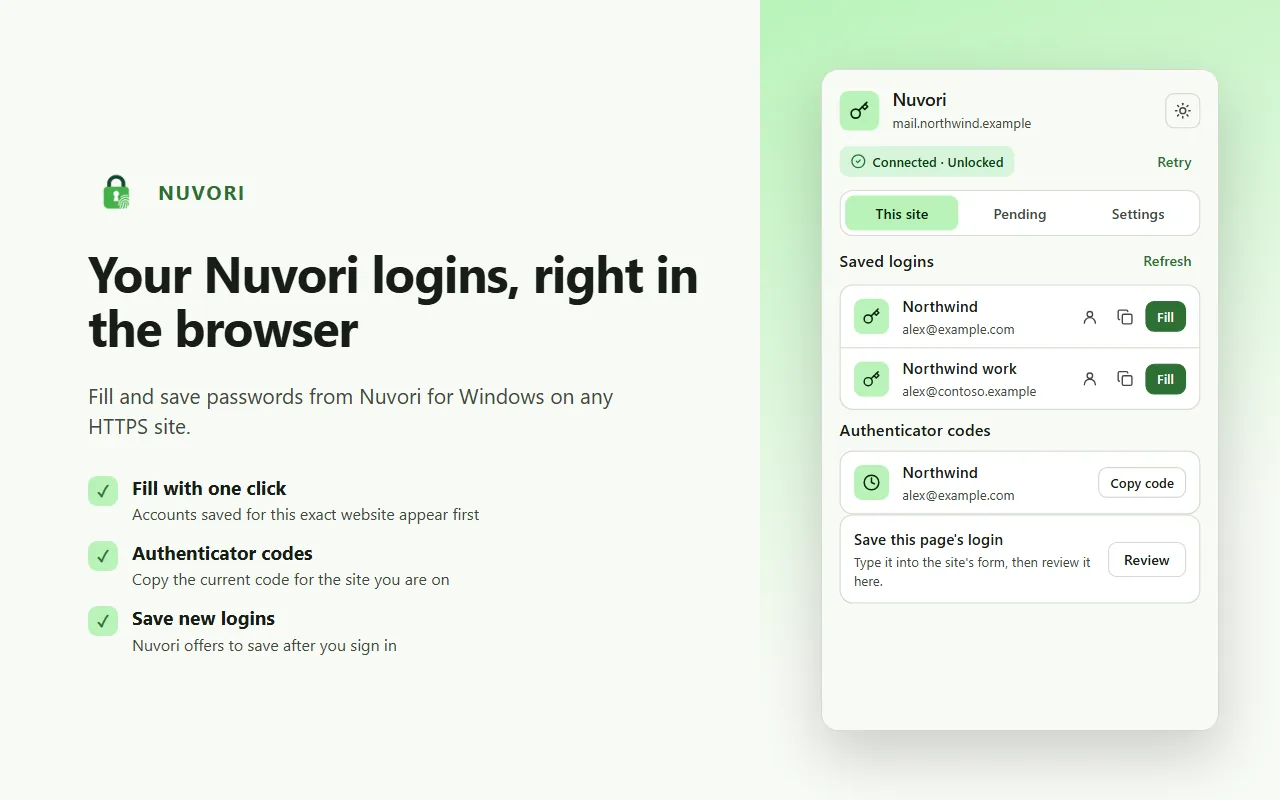 NUVORI
Your Nuvori logins, right in
the browser
Fill and save passwords from Nuvori for Windows on any
HTTPS site.
Fill with one click
Accounts saved for this exact website appear first
Authenticator codes
Copy the current code for the site you are on
Save new logins
Nuvori offers to save after you sign in
Nuvori
mail.northwind.example
Connected · Unlocked
Retry
This site
Pending
Settings
Saved logins
Refresh
Northwind
alex@example.com
Fill
Northwind work
alex@contoso.example
Fill
Authenticator codes
Northwind
alex@example.com
Copy code
Save this page's login
Type it into the site's form, then review it
here.
Review